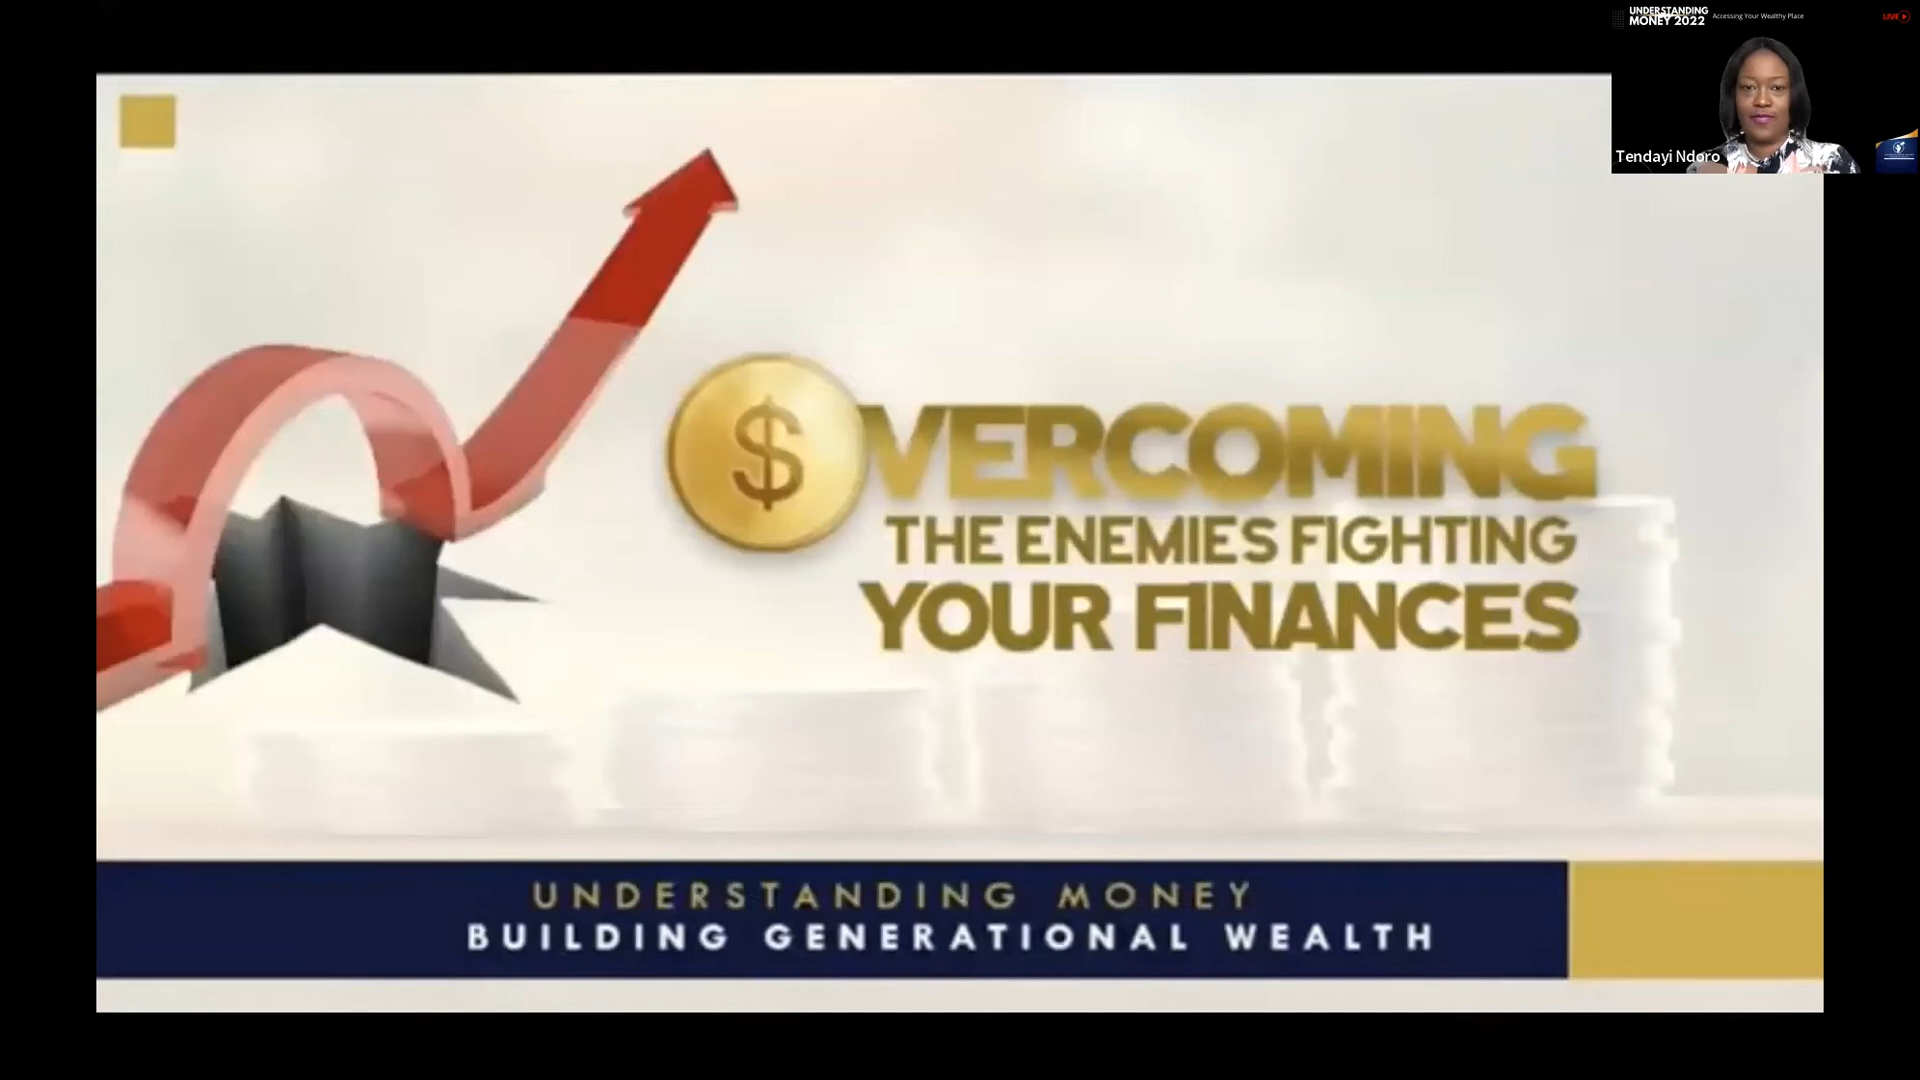 UNDERSTANDING
MONEY 2022
Accessing Your Wealthy Place
LIVE
Tendayi Ndoro
$VERCOMING
THE ENEMIES FIGHTING
YOUR FINANCES
UNDERSTANDING MONEY
BUILDING GENERATIONAL WEALTH